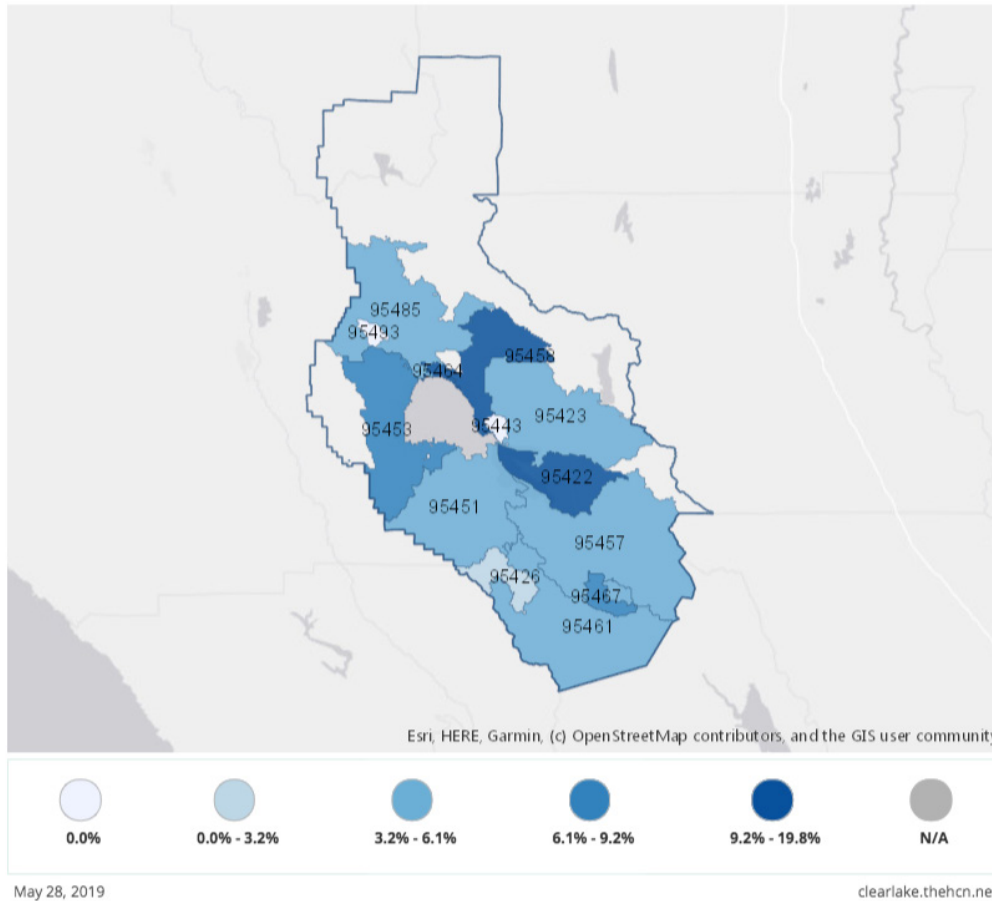 95485
95493
95458
95464
95423
95443
95453
95422
95451
95457
95426
95467
95461
Esri, HERE, Garmin, (c) OpenStreetMap contributors, and the GIS user community
0.0%
0.0% - 3.2%
3.2% - 6.1%
6.1% - 9.2%
9.2% - 19.8%
N/A
May 28, 2019
clearlake.thehcn.ne